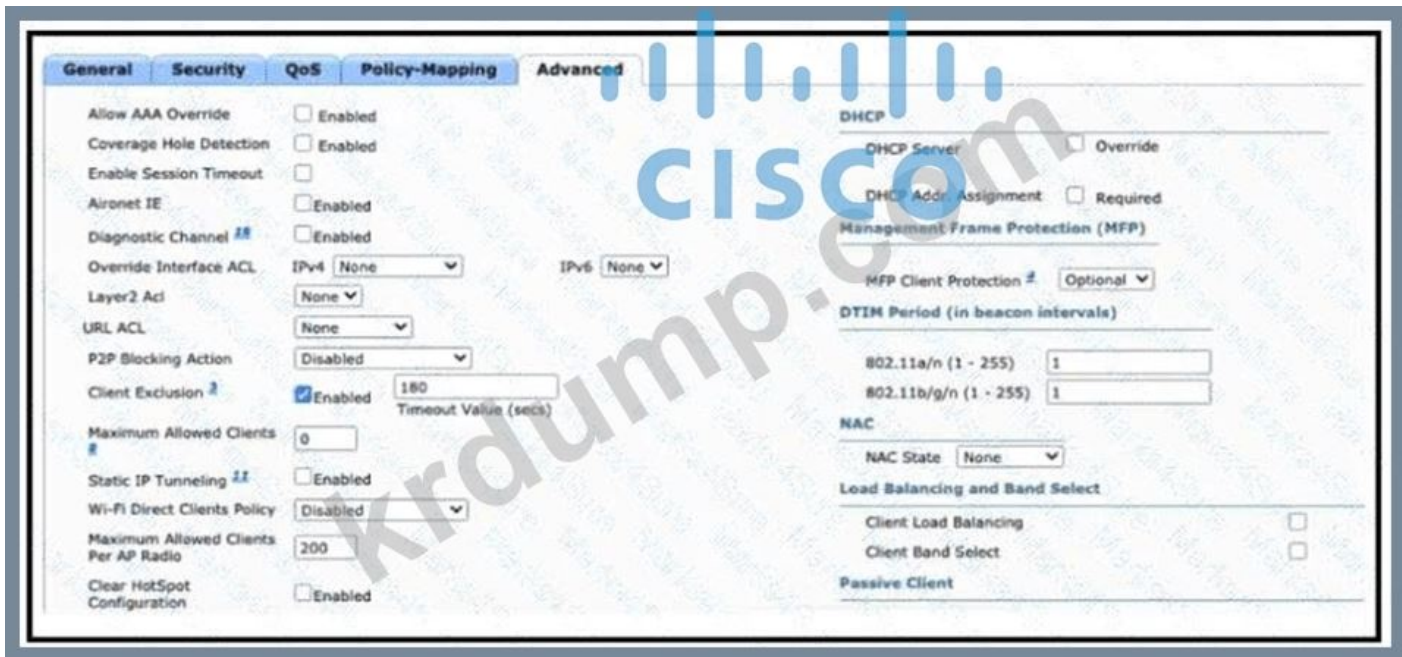 General Security QoS Policy-Mapping Advanced
Allow AAA Override Enabled
Coverage Hole Detection Enabled
Enable Session Timeout
Aironet IE Enabled
Diagnostic Channel 18 Enabled
Override Interface ACL IPv4 None IPv6 None
Layer2 Acl None
URL ACL None
P2P Blocking Action Disabled
Client Exclusion 3 Enabled 180
Timeout Value (secs)
Maximum Allowed Clients
8 0
Static IP Tunneling 11 Enabled
Wi-Fi Direct Clients Policy Disabled
Maximum Allowed Clients
Per AP Radio 200
Clear HotSpot
Configuration Enabled
DHCP
DHCP Server Override
DHCP Addr. Assignment Required
Management Frame Protection (MFP)
MFP Client Protection 4 Optional
DTIM Period (in beacon intervals)
802.11a/n (1 - 255) 1
802.11b/g/n (1 - 255) 1
NAC
NAC State None
Load Balancing and Band Select
Client Load Balancing
Client Band Select
Passive Client
CISCO
krdump.com